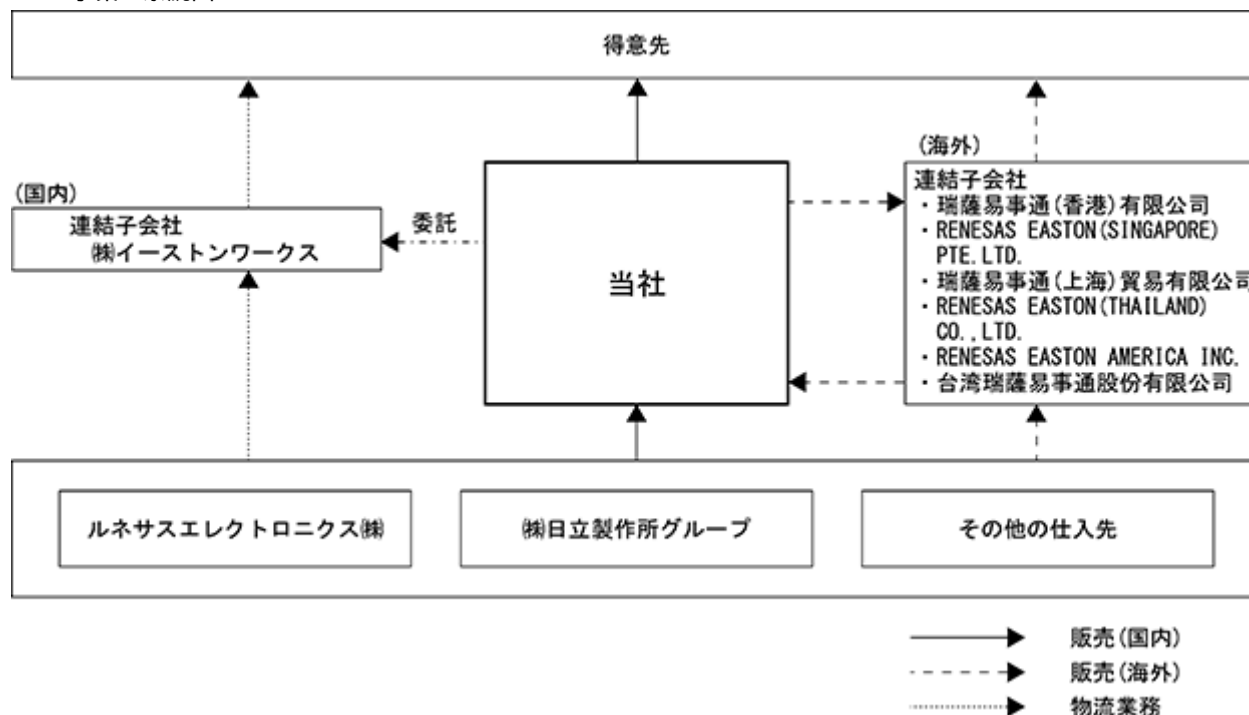 得意先
(国内)
連結子会社
㈱イーストンワークス
委託
当社
(海外)
連結子会社
・瑞薩易事通(香港)有限公司
・RENESAS EASTON(SINGAPORE)
PTE.LTD.
・瑞薩易事通(上海)貿易有限公司
・RENESAS EASTON(THAILAND)
CO.,LTD.
・RENESAS EASTON AMERICA INC.
・台湾瑞薩易事通股份有限公司
ルネサスエレクトロニクス㈱
㈱日立製作所グループ
その他の仕入先
販売(国内)
販売(海外)
物流業務